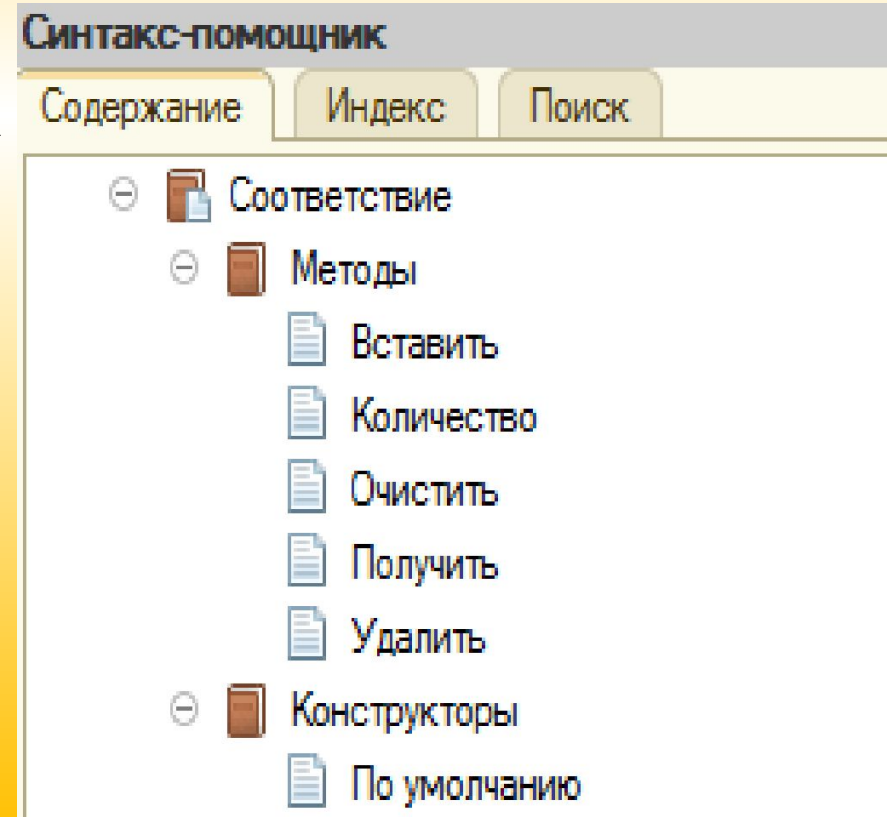 Синтакс-помощник
Содержание Индекс Поиск
Соответствие
Методы
Вставить
Количество
Очистить
Получить
Удалить
Конструкторы
По умолчанию